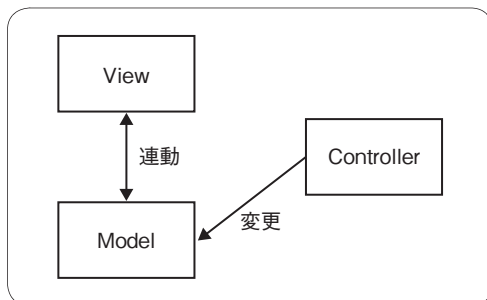 View
連動
Controller
Model
変更